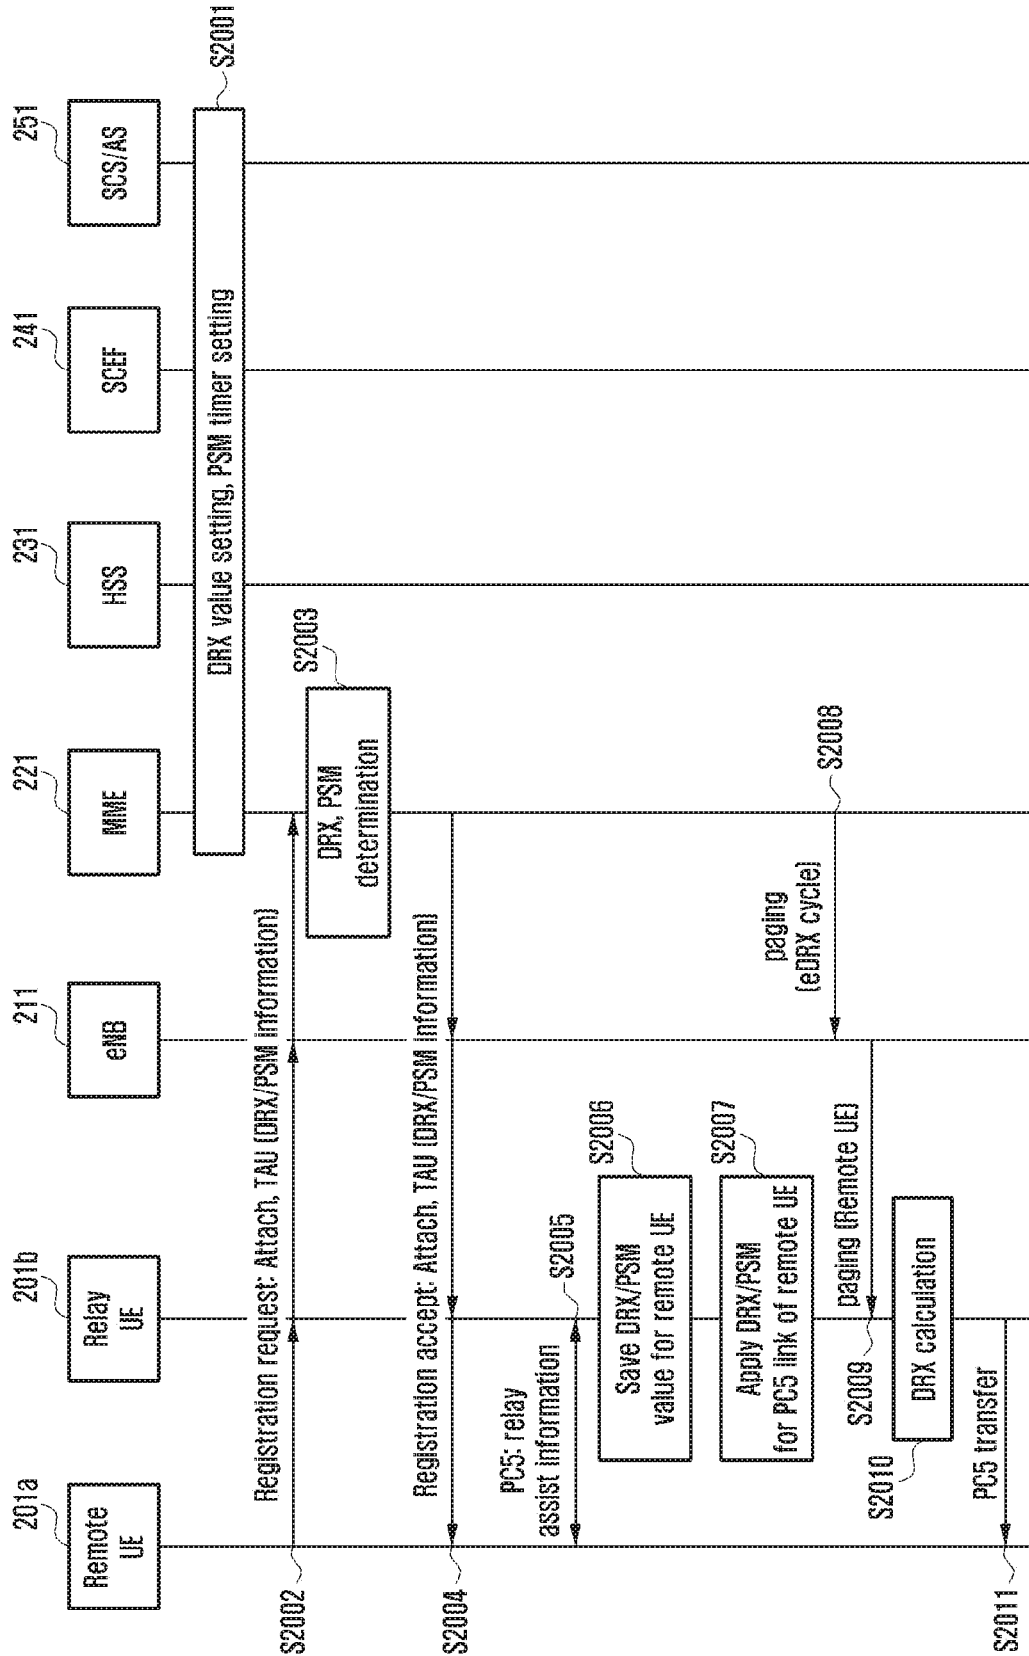 201a
201b
211
221
231
241
251
Remote
UE
Relay
UE
eNB
MME
HSS
SCEF
SCS/AS
DRX value setting, PSM timer setting
S2001
Registration request: Attach, TAU (DRX/PSM information)
S2002
DRX, PSM
determination
S2003
Registration accept: Attach, TAU (DRX/PSM information)
S2004
PC5: relay
assist information
S2005
Save DRX/PSM
value for remote UE
S2006
Apply DRX/PSM
for PC5 link of remote UE
S2007
paging
(eDRX cycle)
S2008
paging (Remote UE)
S2009
DRX calculation
S2010
PC5 transfer
S2011